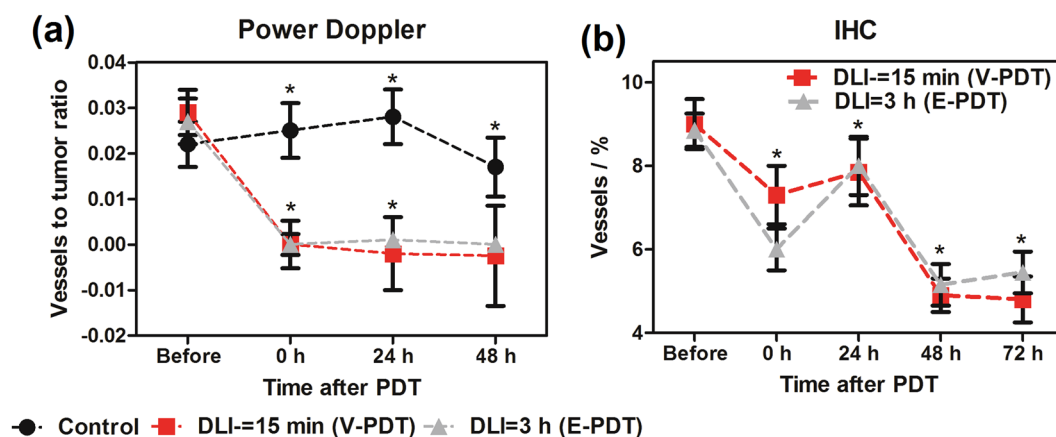 (a)
Power Doppler
Vessels to tumor ratio
0.04
0.03
0.02
0.01
0.00
-0.01
-0.02
* * *
* *
Before 0 h 24 h 48 h
Time after PDT
(b)
IHC
DLI-=15 min (V-PDT)
DLI=3 h (E-PDT)
Vessels / %
10
8
6
4
* * * *
Before 0 h 24 h 48 h 72 h
Time after PDT
Control DLI-=15 min (V-PDT) DLI=3 h (E-PDT)